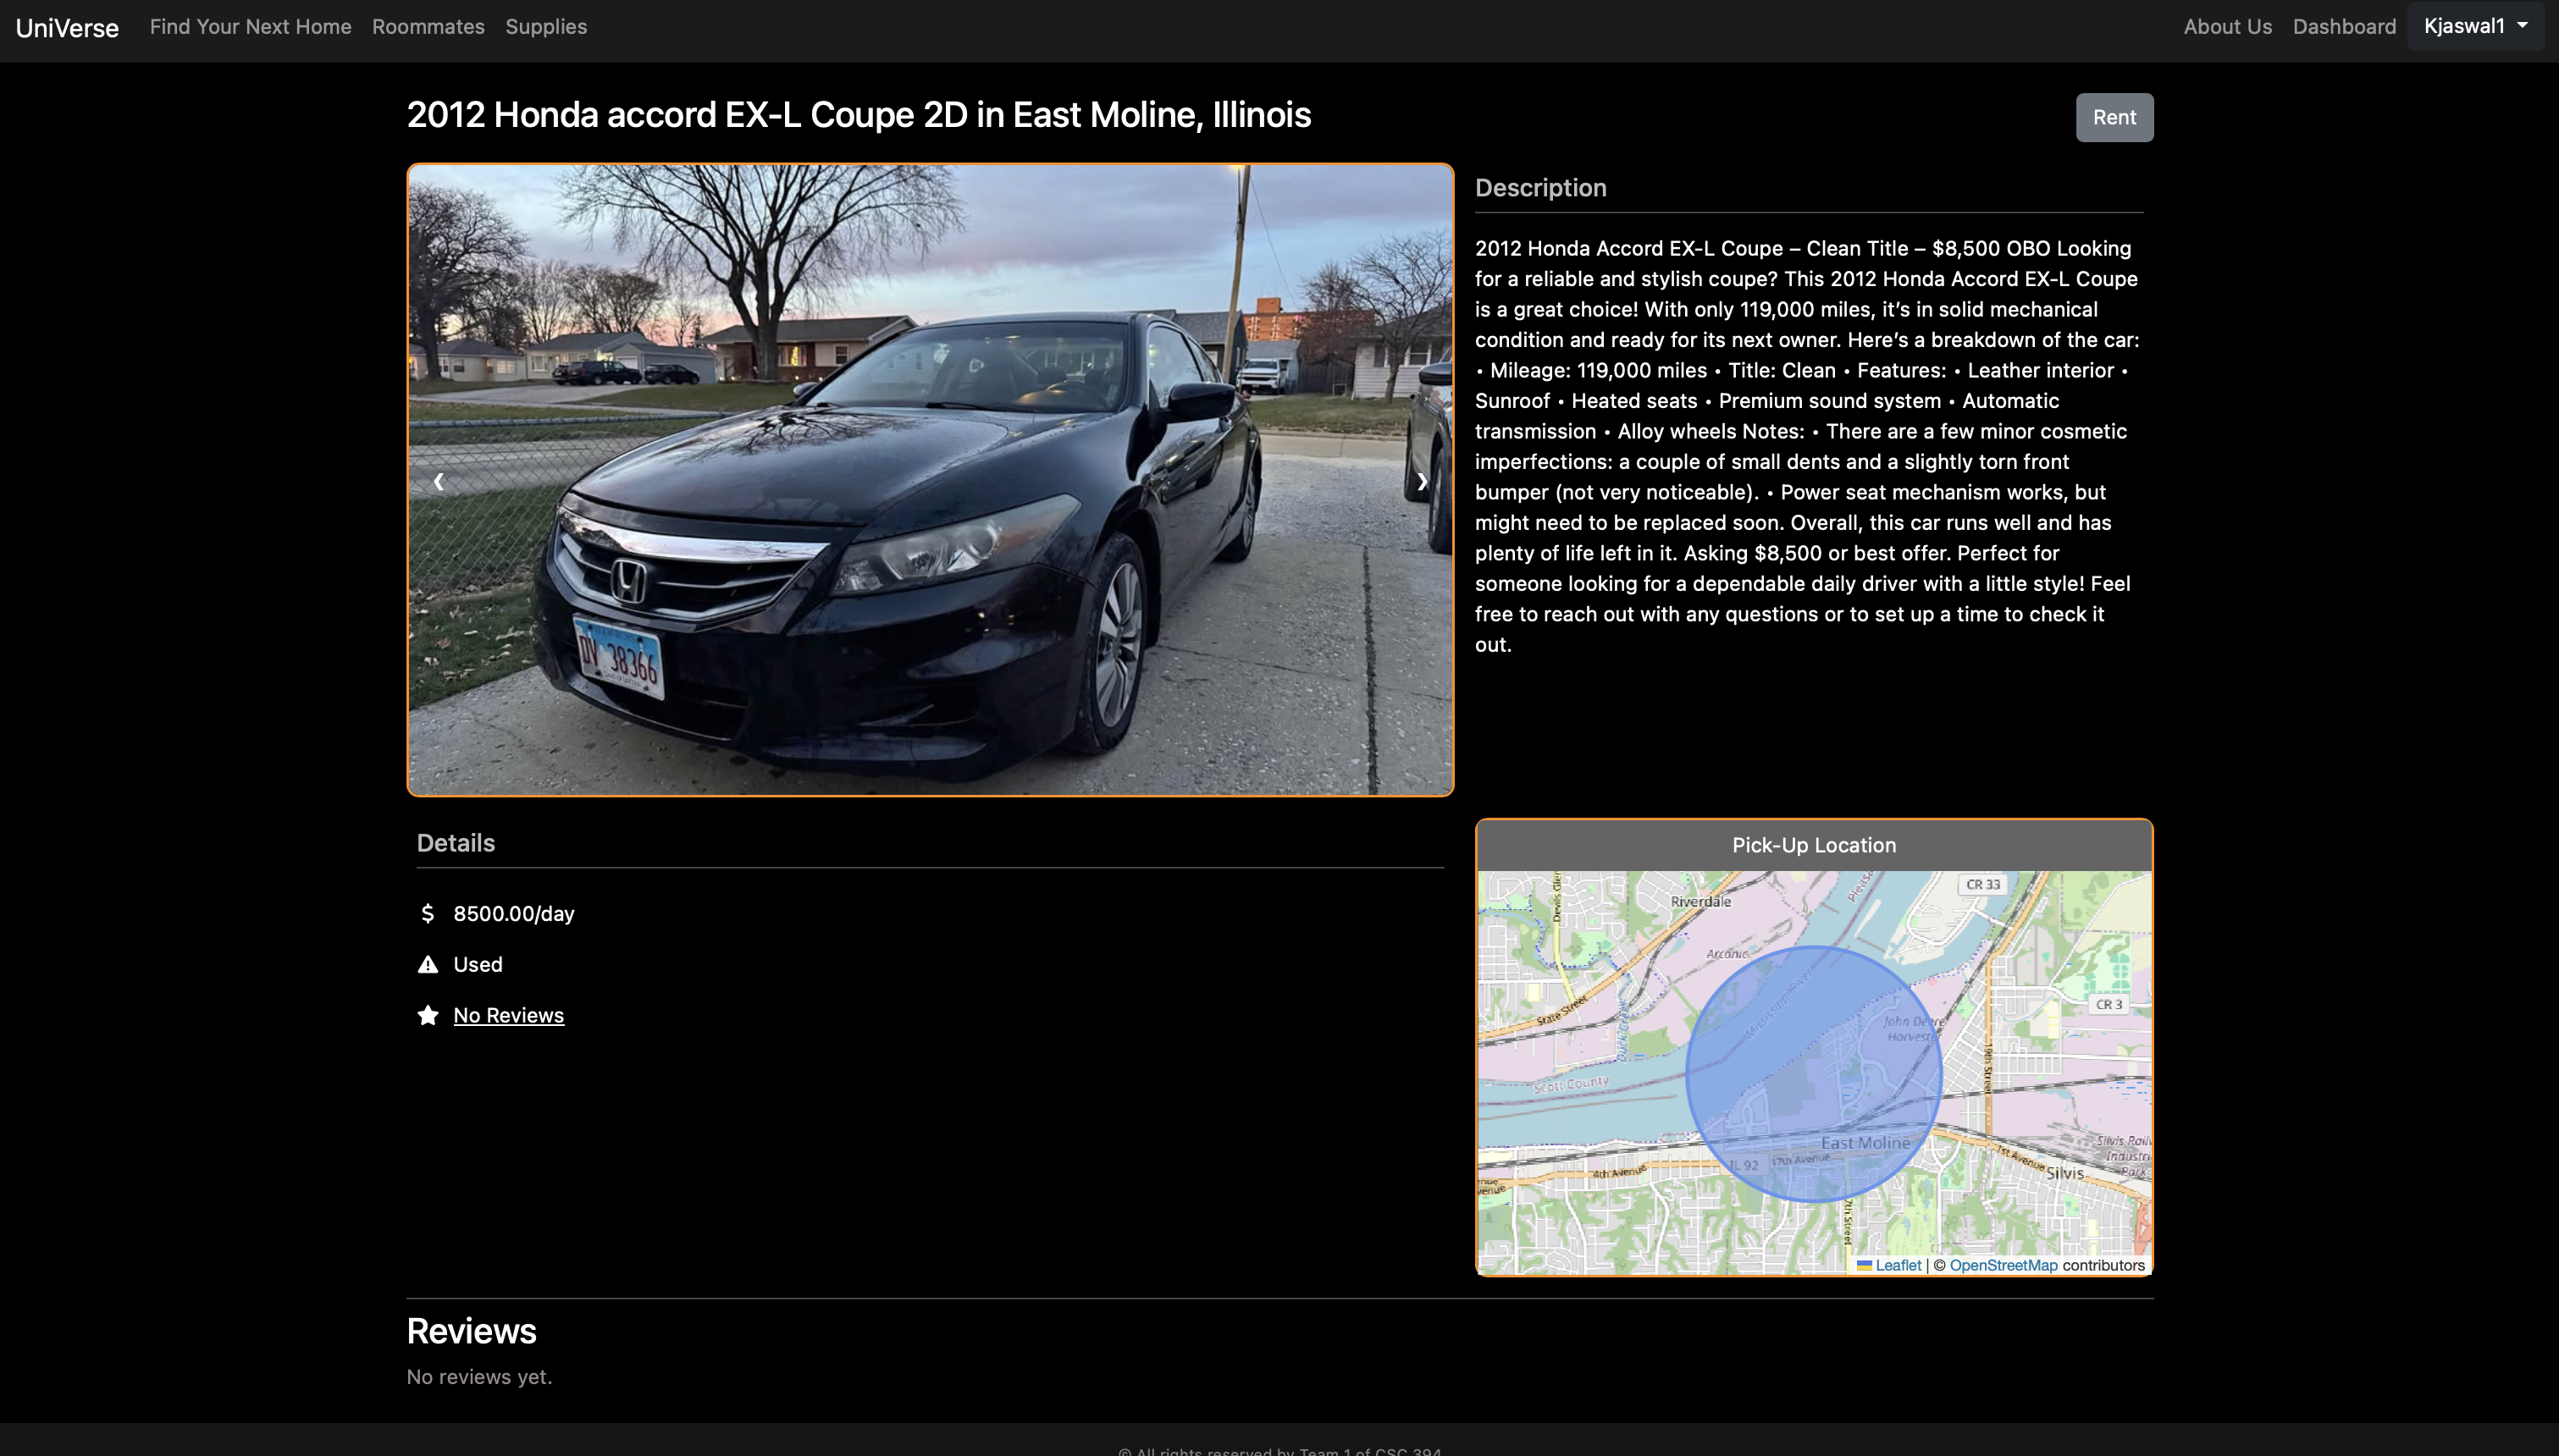 UniVerse Find Your Next Home Roommates Supplies About Us Dashboard Kjaswal1
2012 Honda accord EX-L Coupe 2D in East Moline, Illinois
Rent
DV 38366
Description
2012 Honda Accord EX-L Coupe – Clean Title – $8,500 OBO Looking
for a reliable and stylish coupe? This 2012 Honda Accord EX-L Coupe
is a great choice! With only 119,000 miles, it’s in solid mechanical
condition and ready for its next owner. Here’s a breakdown of the car:
• Mileage: 119,000 miles • Title: Clean • Features: • Leather interior •
Sunroof • Heated seats • Premium sound system • Automatic
transmission • Alloy wheels Notes: • There are a few minor cosmetic
imperfections: a couple of small dents and a slightly torn front
bumper (not very noticeable). • Power seat mechanism works, but
might need to be replaced soon. Overall, this car runs well and has
plenty of life left in it. Asking $8,500 or best offer. Perfect for
someone looking for a dependable daily driver with a little style! Feel
free to reach out with any questions or to set up a time to check it
out.
Details
$ 8500.00/day
Used
No Reviews
Pick-Up Location
CR 33
Riverdale
Arconic
CR 3
State Street
John Deere
Harvester
Duck Creek
19th Street
Scott County
East Moline
IL 92
17th Avenue
4th Avenue
1st Avenue
Silvis
7th Street
Leaflet | © OpenStreetMap contributors
Reviews
No reviews yet.
© All rights reserved by Team 1 of CSC 394